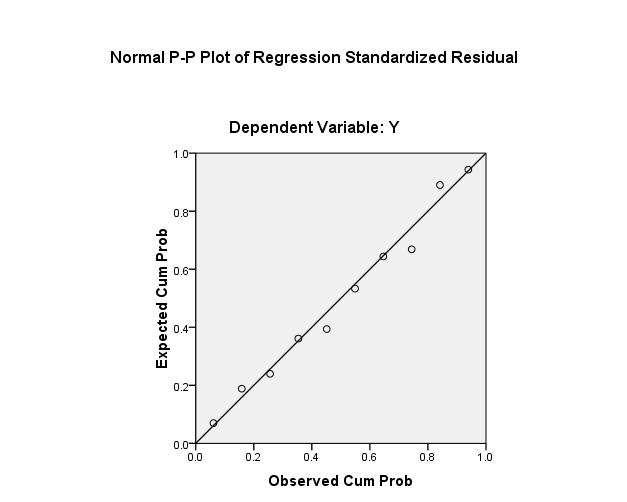 Normal P-P Plot of Regression Standardized Residual
Dependent Variable: Y
Expected Cum Prob
1.0
0.8
0.6
0.4
0.2
0.0
0.0 0.2 0.4 0.6 0.8 1.0
Observed Cum Prob